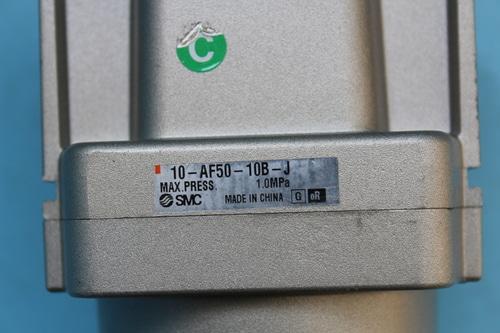 C
10-AF50-10B-J
MAX.PRESS. 1.0MPa
SMC MADE IN CHINA G